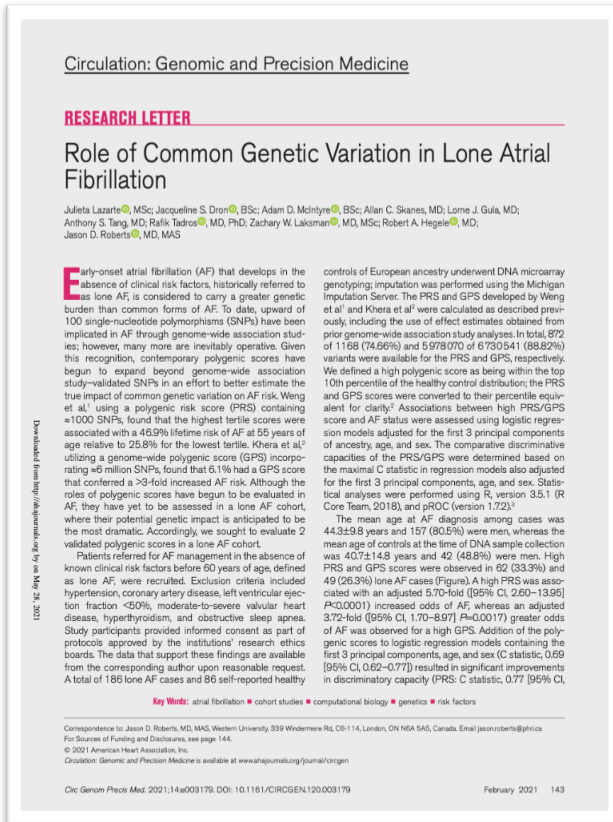 Circulation: Genomic and Precision Medicine
RESEARCH LETTER
Role of Common Genetic Variation in Lone Atrial
Fibrillation
Julieta Lazarte, MSc; Jacqueline S. Dron, BSc; Adam D. McIntyre, BSc; Allan C. Skanes, MD; Lorne J. Gula, MD;
Anthony S. Tang, MD; Rafik Tadros, MD, PhD; Zachary W. Laksman, MD, MSc; Robert A. Hegele, MD;
Jason D. Roberts, MD, MAS
Early-onset atrial fibrillation (AF) that develops in the
absence of clinical risk factors, historically referred to
as lone AF, is considered to carry a greater genetic
burden than common forms of AF. To date, upward of
100 single-nucleotide polymorphisms (SNPs) have been
implicated in AF through genome-wide association stud-
ies; however, many more are inevitably operative. Given
this recognition, contemporary polygenic scores have
begun to expand beyond genome-wide association
study–validated SNPs in an effort to better estimate the
true impact of common genetic variation on AF risk. Weng
et al,1 using a polygenic risk score (PRS) containing
≈1000 SNPs, found that the highest tertile scores were
associated with a 46.9% lifetime risk of AF at 55 years of
age relative to 25.8% for the lowest tertile. Khera et al,2
utilizing a genome-wide polygenic score (GPS) incorpo-
rating ≈6 million SNPs, found 6.1% had a GPS score
that conferred a >3-fold increased AF risk. Although the
roles of polygenic scores have begun to be evaluated in
AF, they have yet to be assessed in a lone AF cohort,
where their potential genetic impact is anticipated to be
the most dramatic. Accordingly, we sought to evaluate 2
validated polygenic scores in a lone AF cohort.
Patients referred for AF management in the absence of
known clinical risk factors before 60 years of age, defined
as lone AF, were recruited. Exclusion criteria included
hypertension, coronary artery disease, left ventricular ejec-
tion fraction <50%, moderate-to-severe valvular heart
disease, hyperthyroidism, and obstructive sleep apnea.
Study participants provided informed consent as part of
protocols approved by the institutions' research ethics
boards. The data that support these findings are available
from the corresponding author upon reasonable request.
A total of 186 lone AF cases and 86 self-reported healthy
controls of European ancestry underwent DNA microarray
genotyping; imputation was performed using the Michigan
Imputation Server. The PRS and GPS developed by Weng
et al1 and Khera et al2 were calculated as described previ-
ously, including the use of effect estimates obtained from
prior genome-wide association study analyses. In total, 872
of 1168 (74.66%) and 5 978 070 of 6 730 541 (88.82%)
variants were available for the PRS and GPS, respectively.
We defined a high polygenic score as being within the top
10th percentile of the healthy control distribution; the PRS
and GPS scores were converted to their percentile equiv-
alent for clarity.2 Associations between high PRS/GPS
score and AF status were assessed using logistic regres-
sion models adjusted for the first 3 principal components
of ancestry, age, and sex. The comparative discriminative
capacities of the PRS/GPS were determined based on
the maximal C statistic in regression models also adjusted
for the first 3 principal components, age, and sex. Statis-
tical analyses were performed using R, version 3.5.1 (R
Core Team, 2018), and pROC (version 1.7.2).3
The mean age at AF diagnosis among cases was
44.3±9.8 years and 157 (80.5%) were men, whereas the
mean age of controls at the time of DNA sample collection
was 40.7±14.8 years and 42 (48.8%) were men. High
PRS and GPS scores were observed in 62 (33.3%) and
49 (26.3%) lone AF cases (Figure). A high PRS was asso-
ciated with an adjusted 5.70-fold ([95% CI, 2.60–13.95]
P<0.0001) increased odds of AF, whereas an adjusted
3.72-fold ([95% CI, 1.70–8.97] P=0.0017) greater odds
of AF was observed for a high GPS. Addition of the poly-
genic scores to logistic regression models containing the
first 3 principal components, age, and sex (C statistic, 0.69
[95% CI, 0.62–0.77]) resulted in significant improvements
in discriminatory capacity (PRS: C statistic, 0.77 [95% CI,
Key Words: atrial fibrillation ■ cohort studies ■ computational biology ■ genetics ■ risk factors
Correspondence to: Jason D. Roberts, MD, MAS, Western University, 339 Windermere Rd, C6-114, London, ON N6A 5A5, Canada. Email jason.roberts@phri.ca
For Sources of Funding and Disclosures, see page 144.
© 2021 American Heart Association, Inc.
Circulation: Genomic and Precision Medicine is available at www.ahajournals.org/journal/circgen
Circ Genom Precis Med. 2021;14:e003179. DOI: 10.1161/CIRCGEN.120.003179
February 2021 143
Downloaded from http://ahajournals.org by on May 28, 2021